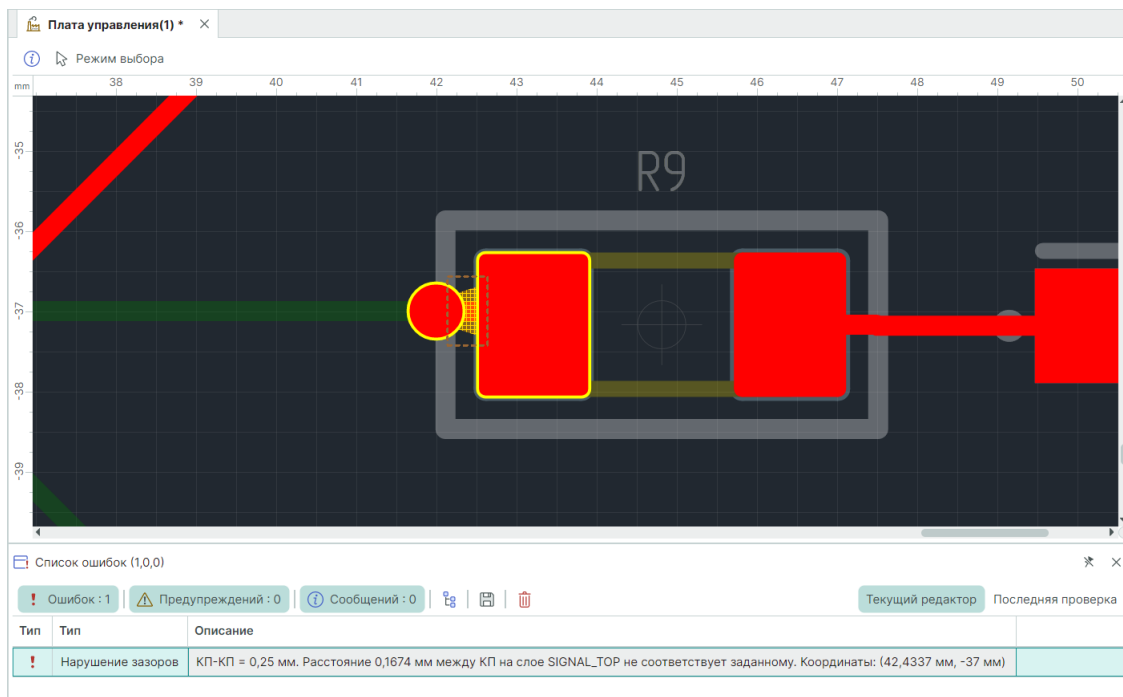 Плата управления(1) *
Режим выбора
mm 38 39 40 41 42 43 44 45 46 47 48 49 50
-35
-36
-37
-38
-39
R9
Список ошибок (1,0,0)
Ошибок : 1 Предупреждений : 0 Сообщений : 0 Текущий редактор Последняя проверка
Тип Тип Описание
Нарушение зазоров КП-КП = 0,25 мм. Расстояние 0,1674 мм между КП на слое SIGNAL_TOP не соответствует заданному. Координаты: (42,4337 мм, -37 мм)